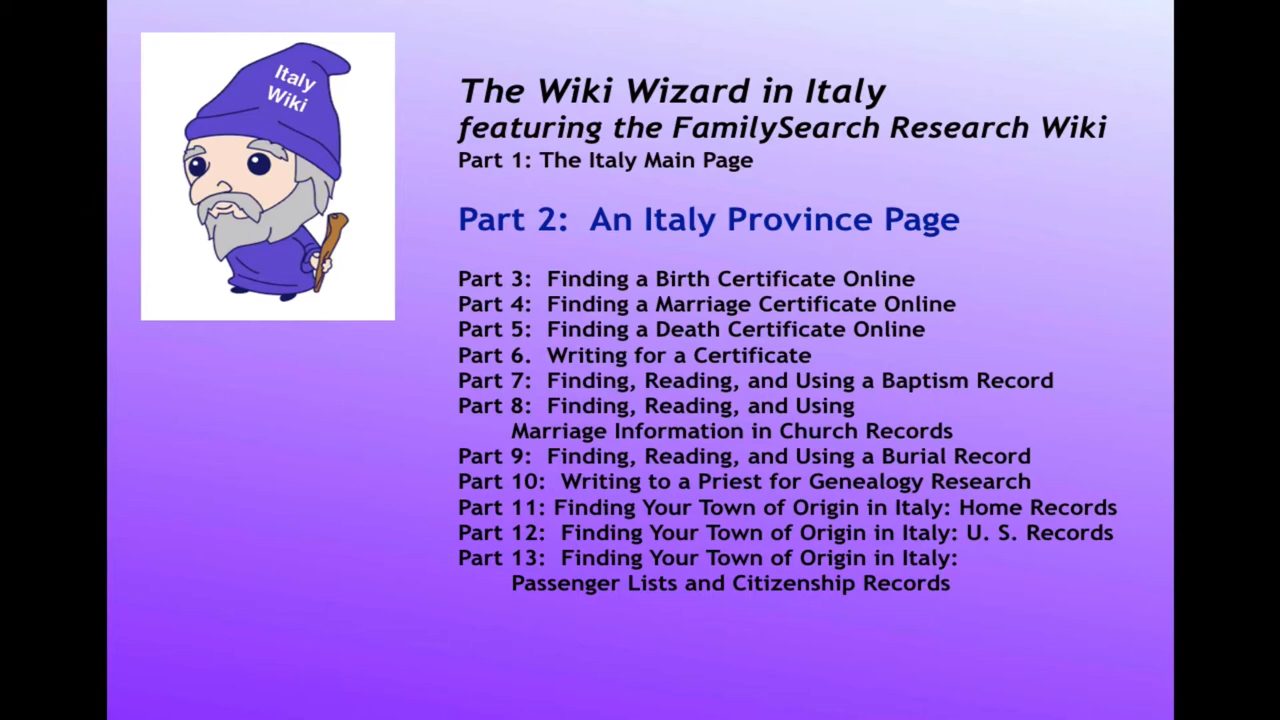 Italy
Wiki
The Wiki Wizard in Italy
featuring the FamilySearch Research Wiki
Part 1: The Italy Main Page
Part 2: An Italy Province Page
Part 3: Finding a Birth Certificate Online
Part 4: Finding a Marriage Certificate Online
Part 5: Finding a Death Certificate Online
Part 6. Writing for a Certificate
Part 7: Finding, Reading, and Using a Baptism Record
Part 8: Finding, Reading, and Using
Marriage Information in Church Records
Part 9: Finding, Reading, and Using a Burial Record
Part 10: Writing to a Priest for Genealogy Research
Part 11: Finding Your Town of Origin in Italy: Home Records
Part 12: Finding Your Town of Origin in Italy: U. S. Records
Part 13: Finding Your Town of Origin in Italy:
Passenger Lists and Citizenship Records